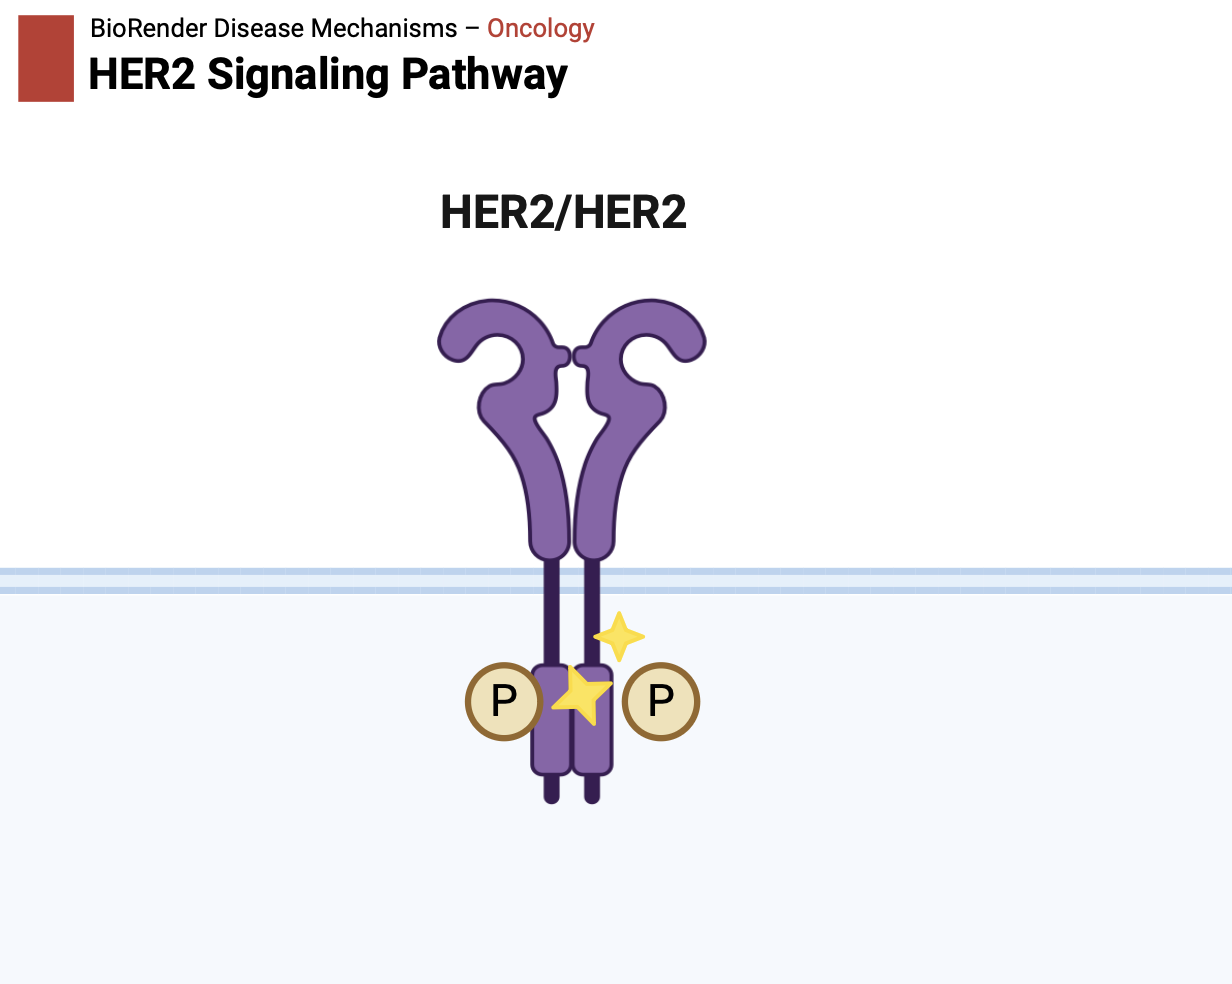 BioRender Disease Mechanisms – Oncology
HER2 Signaling Pathway
HER2/HER2
P
P